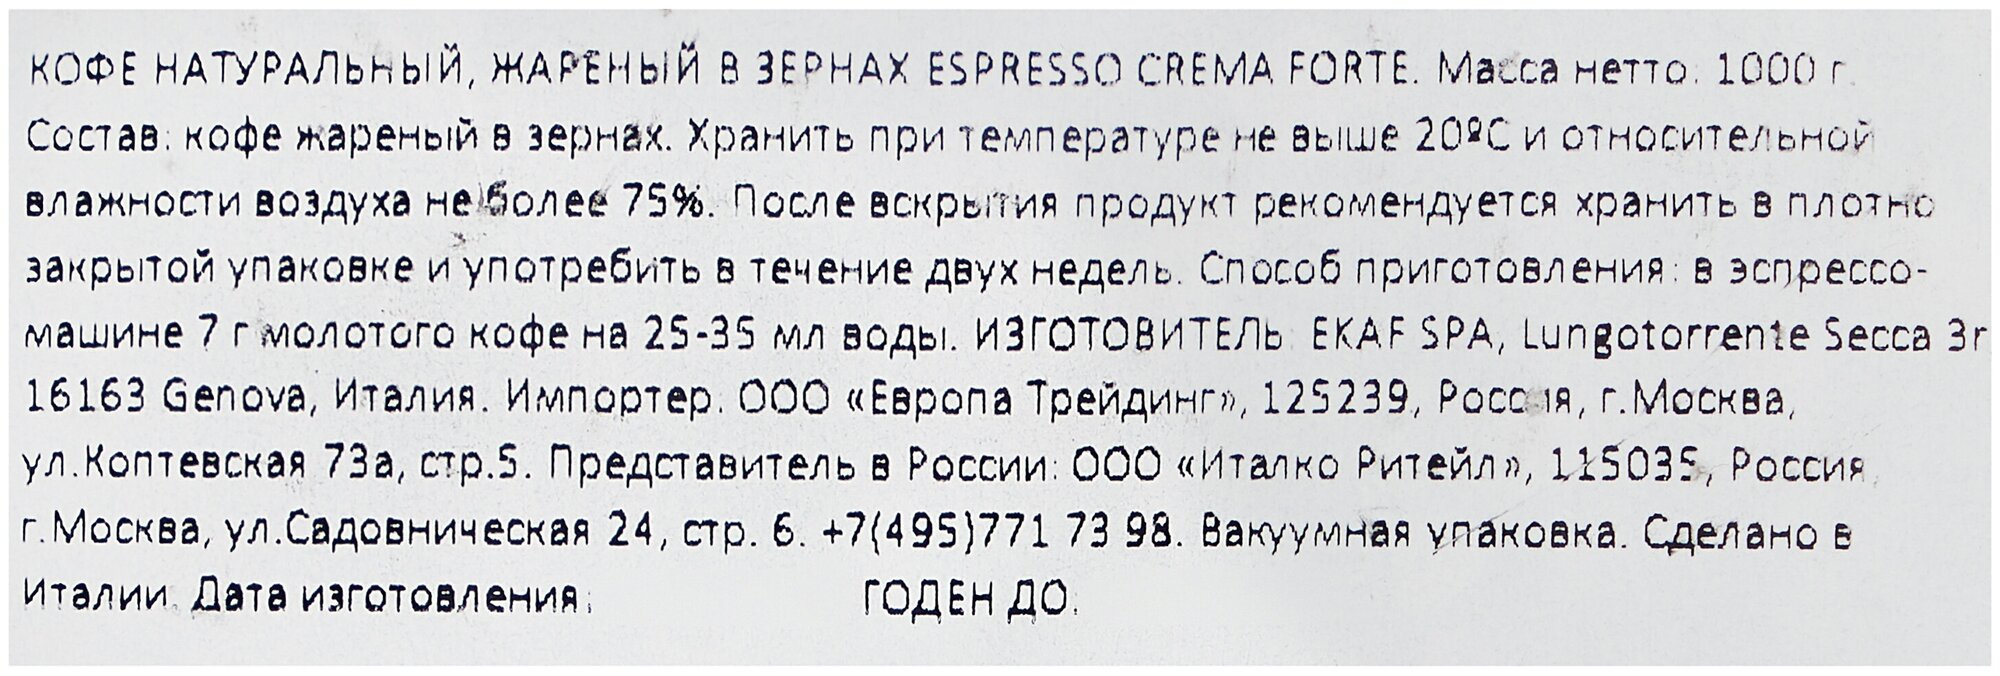 КОФЕ НАТУРАЛЬНЫЙ, ЖАРЕНЫЙ В ЗЕРНАХ ESPRESSO CREMA FORTE. Масса нетто: 1000 г.
Состав: кофе жареный в зернах. Хранить при температуре не выше 20ºС и относительной
влажности воздуха не более 75%. После вскрытия продукт рекомендуется хранить в плотно
закрытой упаковке и употребить в течение двух недель. Способ приготовления: в эспрессо-
машине 7 г молотого кофе на 25-35 мл воды. ИЗГОТОВИТЕЛЬ: EKAF SPA, Lungotorrente Secca 3r
16163 Genova, Италия. Импортер: ООО «Европа Трейдинг», 125239, Россия, г.Москва,
ул.Коптевская 73а, стр.5. Представитель в России: ООО «Италко Ритейл», 115035, Россия,
г.Москва, ул.Садовническая 24, стр. 6. +7(495)771 73 98. Вакуумная упаковка. Сделано в
Италии. Дата изготовления: ГОДЕН ДО: